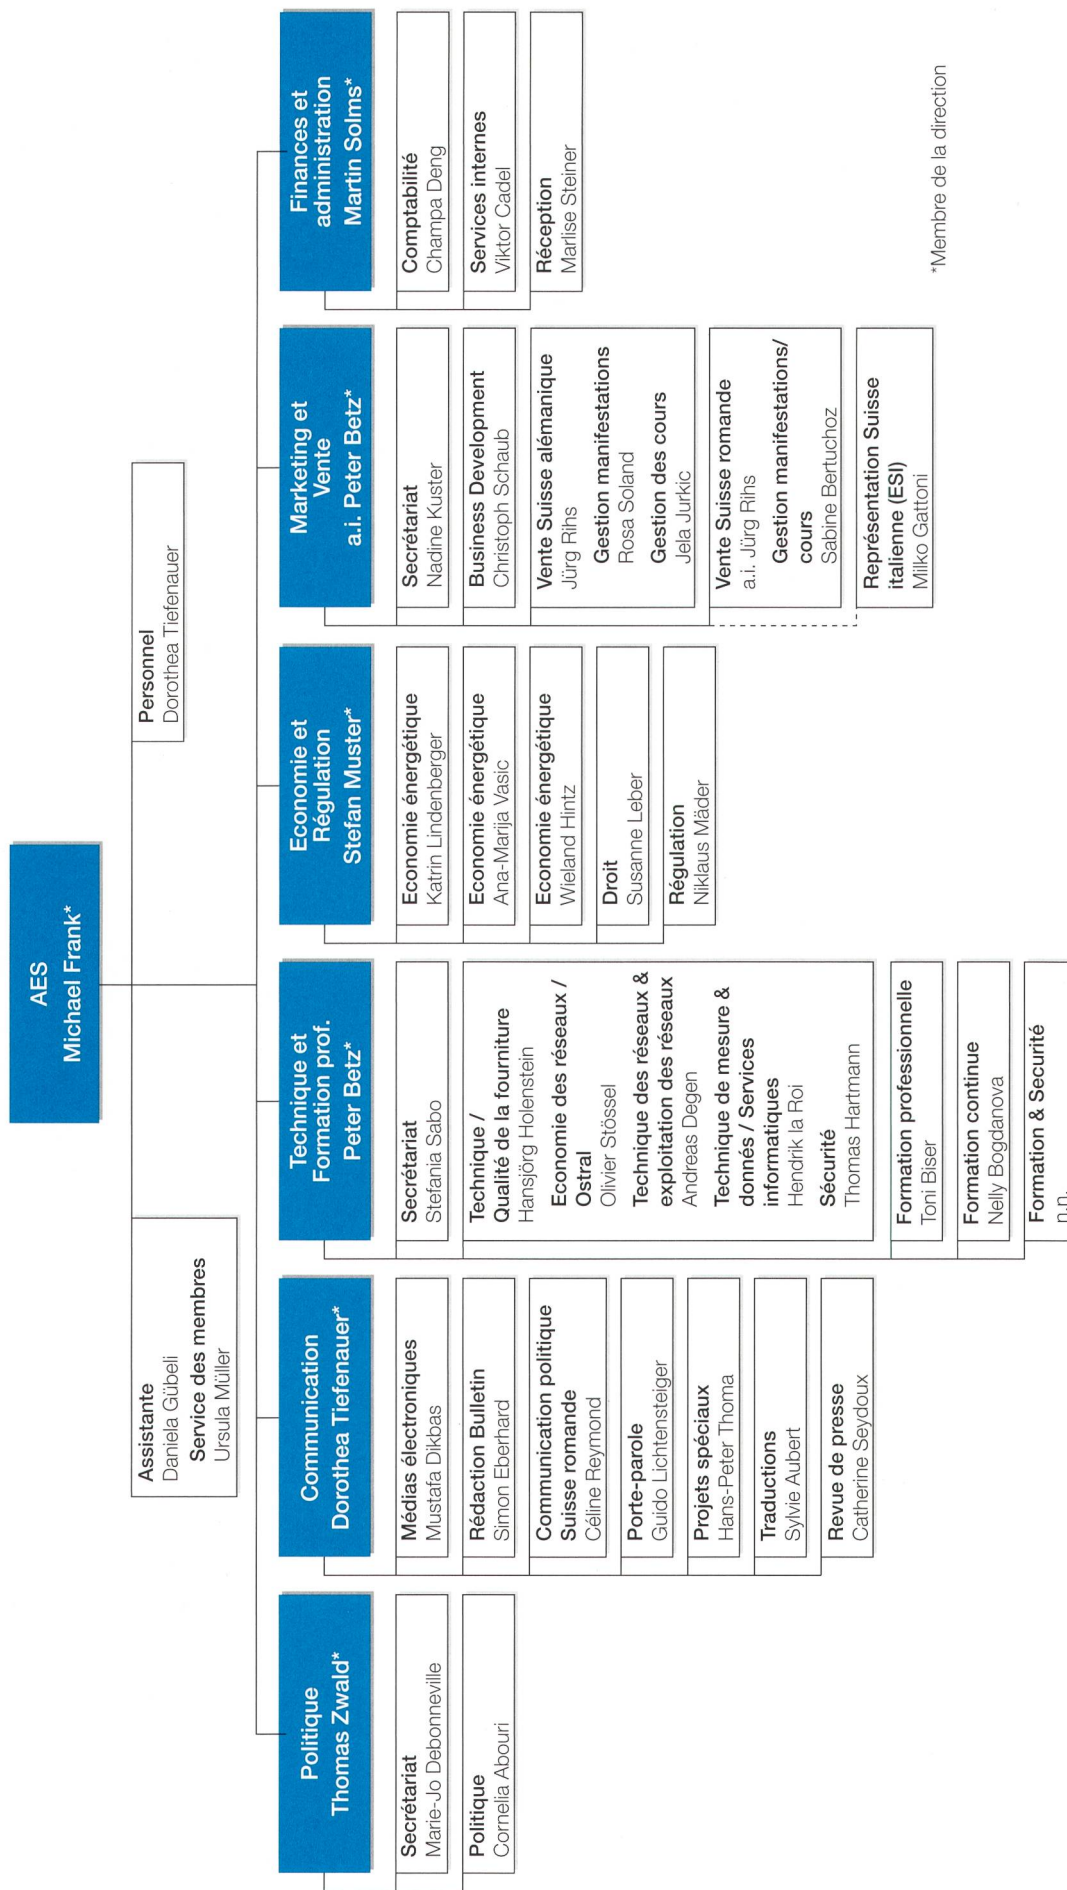 AES
Michael Frank*
Assistante
Daniela Gübeli
Service des membres
Ursula Müller
Personnel
Dorothea Tiefenauer
Politique
Thomas Zwald*
Secrétariat
Marie-Jo Debonneville
Politique
Cornelia Abouri
Communication
Dorothea Tiefenauer*
Médias électroniques
Mustafa Dikbas
Rédaction Bulletin
Simon Eberhard
Communication politique
Suisse romande
Céline Reymond
Porte-parole
Guido Lichtensteiger
Projets spéciaux
Hans-Peter Thoma
Traductions
Sylvie Aubert
Revue de presse
Catherine Seydoux
Technique et
Formation prof.
Peter Betz*
Secrétariat
Stefania Sabo
Technique /
Qualité de la fourniture
Hansjörg Holenstein
Economie des réseaux /
Ostral
Olivier Stössel
Technique des réseaux &
exploitation des réseaux
Andreas Degen
Technique de mesure &
donnés / Services
informatiques
Hendrik la Roi
Sécurité
Thomas Hartmann
Formation professionnelle
Toni Biser
Formation continue
Nelly Bogdanova
Formation & Securité
n.n.
Economie et
Régulation
Stefan Muster*
Economie énergétique
Katrin Lindenberger
Economie énergétique
Ana-Marija Vasic
Economie énergétique
Wieland Hintz
Droit
Susanne Leber
Régulation
Niklaus Mäder
Marketing et
Vente
a.i. Peter Betz*
Secrétariat
Nadine Kuster
Business Development
Christoph Schaub
Vente Suisse alémanique
Jürg Rihs
Gestion manifestations
Rosa Soland
Gestion des cours
Jela Jurkic
Vente Suisse romande
a.i. Jürg Rihs
Gestion manifestations/
cours
Sabine Bertuchoz
Représentation Suisse
italienne (ESI)
Milko Gattoni
Finances et
administration
Martin Solms*
Comptabilité
Champa Deng
Services internes
Viktor Cadel
Réception
Marlise Steiner
*Membre de la direction